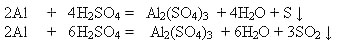 2Al + 4H₂SO₄ = Al₂(SO₄)₃ + 4H₂O + S ↓
2Al + 6H₂SO₄ = Al₂(SO₄)₃ + 6H₂O + 3SO₂ ↓